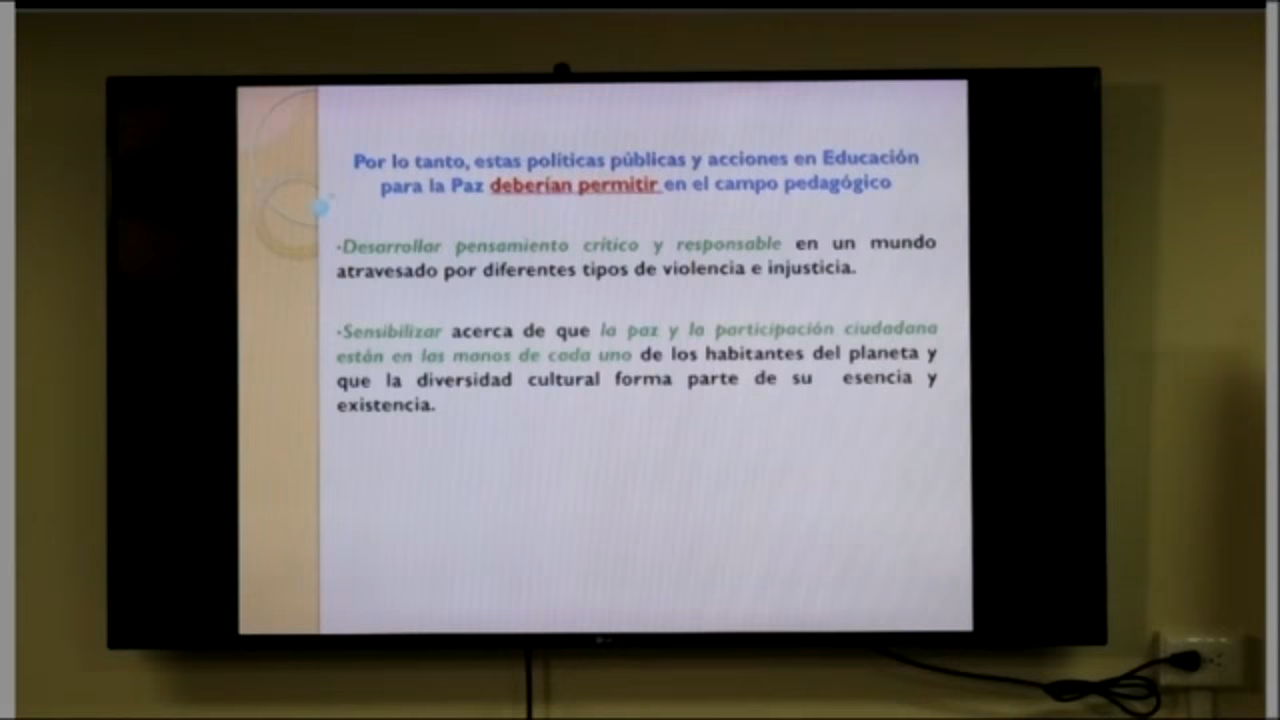 Por lo tanto, estas políticas públicas y acciones en Educación
para la Paz deberían permitir en el campo pedagógico
•Desarrollar pensamiento crítico y responsable en un mundo
atravesado por diferentes tipos de violencia e injusticia.
•Sensibilizar acerca de que la paz y la participación ciudadana
están en las manos de cada uno de los habitantes del planeta y
que la diversidad cultural forma parte de su esencia y
existencia.